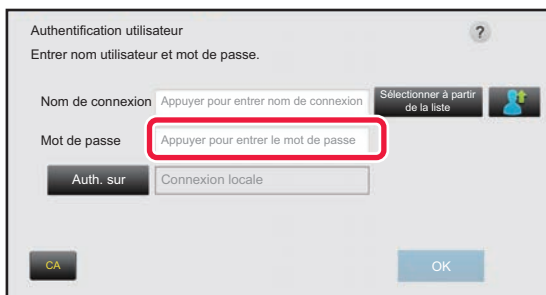 Authentification utilisateur
?
Entrer nom utilisateur et mot de passe.
Nom de connexion
Appuyer pour entrer nom de connexion
Sélectionner à partir
de la liste
Mot de passe
Appuyer pour entrer le mot de passe
Auth. sur
Connexion locale
CA
OK